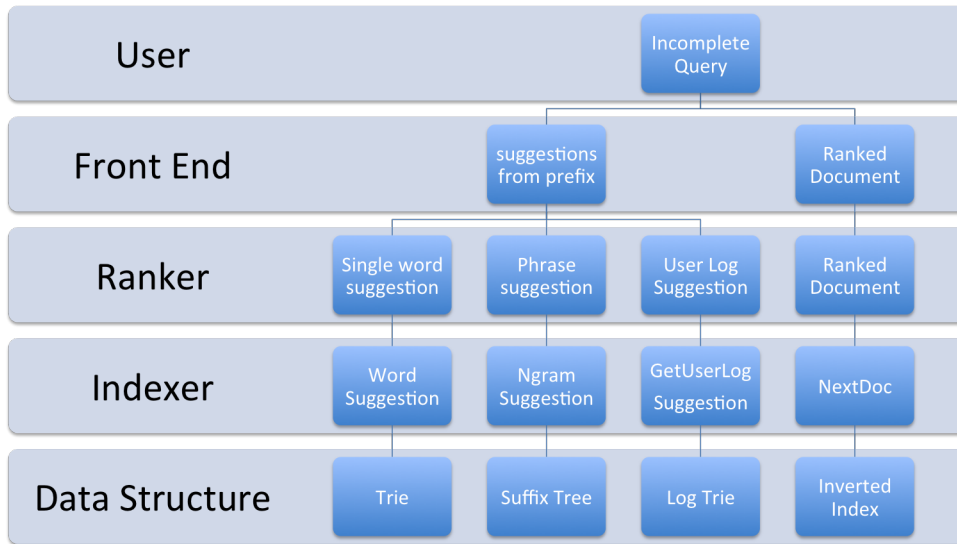 User
Incomplete
Query
Front End
suggestions
from prefix
Ranked
Document
Ranker
Single word
suggestion
Phrase
suggestion
User Log
Suggestion
Ranked
Document
Indexer
Word
Suggestion
Ngram
Suggestion
GetUserLog
Suggestion
NextDoc
Data Structure
Trie
Suffix Tree
Log Trie
Inverted
Index